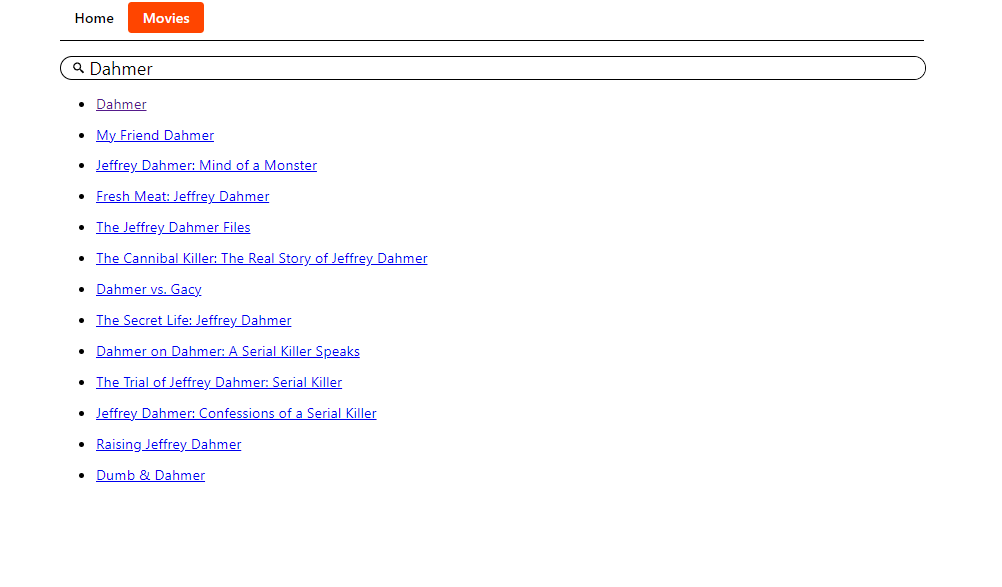 Home Movies
Dahmer
Dahmer
My Friend Dahmer
Jeffrey Dahmer: Mind of a Monster
Fresh Meat: Jeffrey Dahmer
The Jeffrey Dahmer Files
The Cannibal Killer: The Real Story of Jeffrey Dahmer
Dahmer vs. Gacy
The Secret Life: Jeffrey Dahmer
Dahmer on Dahmer: A Serial Killer Speaks
The Trial of Jeffrey Dahmer: Serial Killer
Jeffrey Dahmer: Confessions of a Serial Killer
Raising Jeffrey Dahmer
Dumb & Dahmer